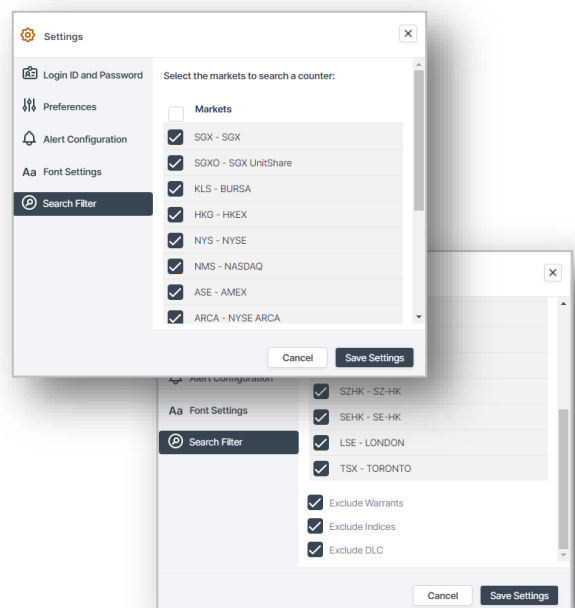 Settings
Login ID and Password
Preferences
Alert Configuration
Aa Font Settings
Search Filter
Select the markets to search a counter:
Markets
SGX - SGX
SGXO - SGX UnitShare
KLS - BURSA
HKG - HKEX
NYS - NYSE
NMS - NASDAQ
ASE - AMEX
ARCA - NYSE ARCA
Cancel Save Settings
Alert Configuration
Aa Font Settings
Search Filter
SZHK - SZ-HK
SEHK - SE-HK
LSE - LONDON
TSX - TORONTO
Exclude Warrants
Exclude Indices
Exclude DLC
Cancel Save Settings